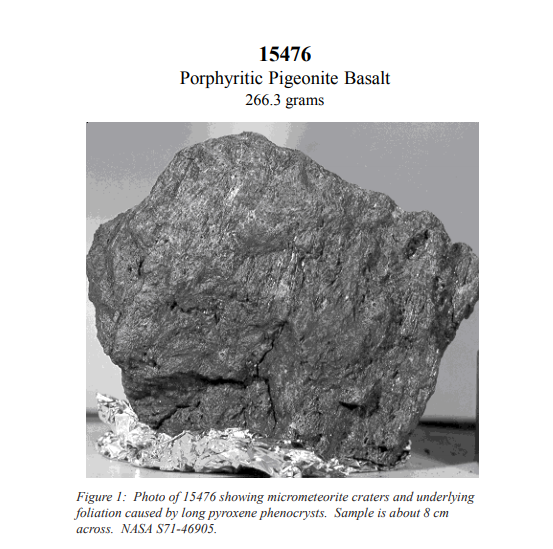 15476
Porphyritic Pigeonite Basalt
266.3 grams
Figure 1:  Photo of 15476 showing micrometeorite craters and underlying
foliation caused by long pyroxene phenocrysts.  Sample is about 8 cm
across.  NASA S71-46905.